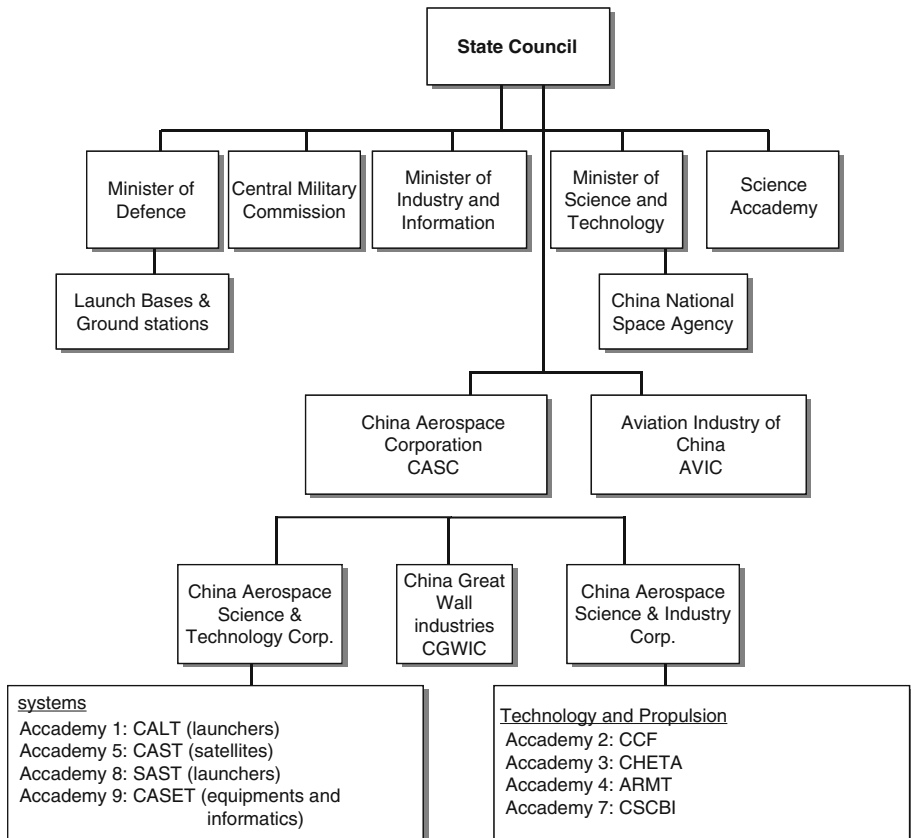 State Council
Minister of
Defence
Central Military
Commission
Minister of
Industry and
Information
Minister of
Science and
Technology
Science
Accademy
Launch Bases &
Ground stations
China National
Space Agency
China Aerospace
Corporation
CASC
Aviation Industry of
China
AVIC
China Aerospace
Science &
Technology Corp.
China Great
Wall
industries
CGWIC
China Aerospace
Science & Industry
Corp.
systems
Accademy 1: CALT (launchers)
Accademy 5: CAST (satellites)
Accademy 8: SAST (launchers)
Accademy 9: CASET (equipments and
informatics)
Technology and Propulsion
Accademy 2: CCF
Accademy 3: CHETA
Accademy 4: ARMT
Accademy 7: CSCBI